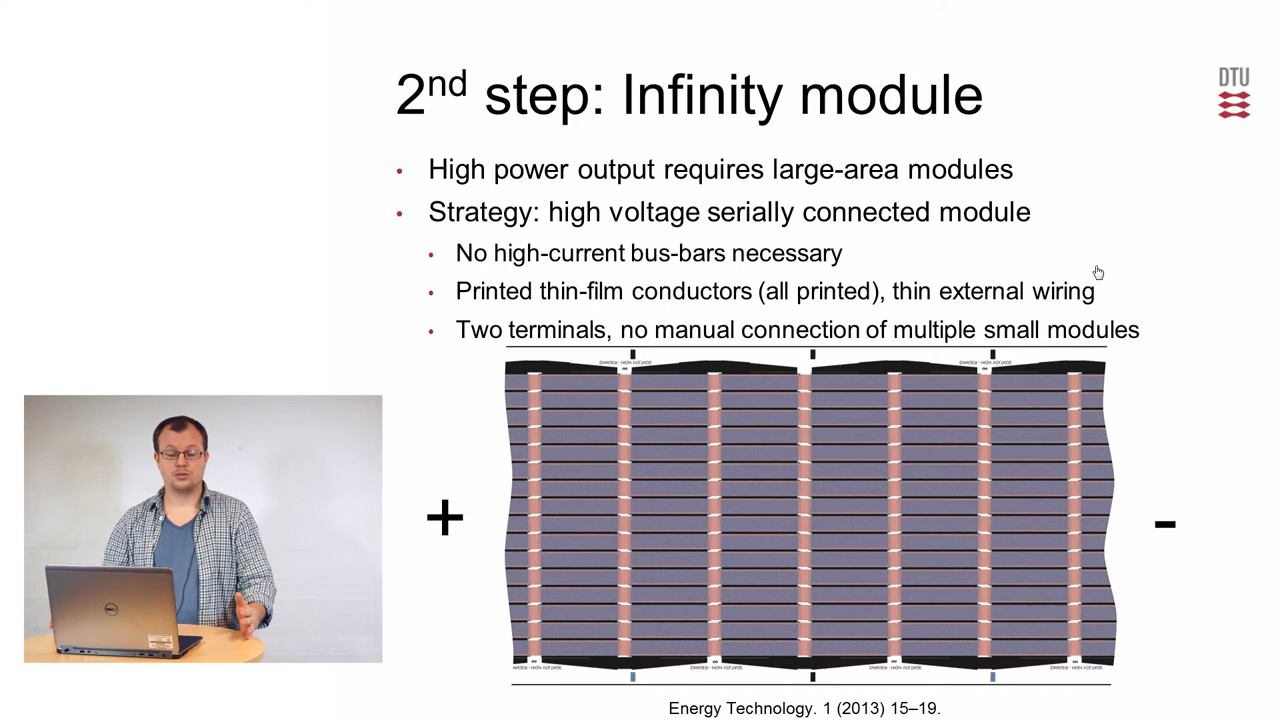 2nd step: Infinity module
DTU
• High power output requires large-area modules
• Strategy: high voltage serially connected module
• No high-current bus-bars necessary
• Printed thin-film conductors (all printed), thin external wiring
• Two terminals, no manual connection of multiple small modules
+
-
DELL
Energy Technology. 1 (2013) 15–19.